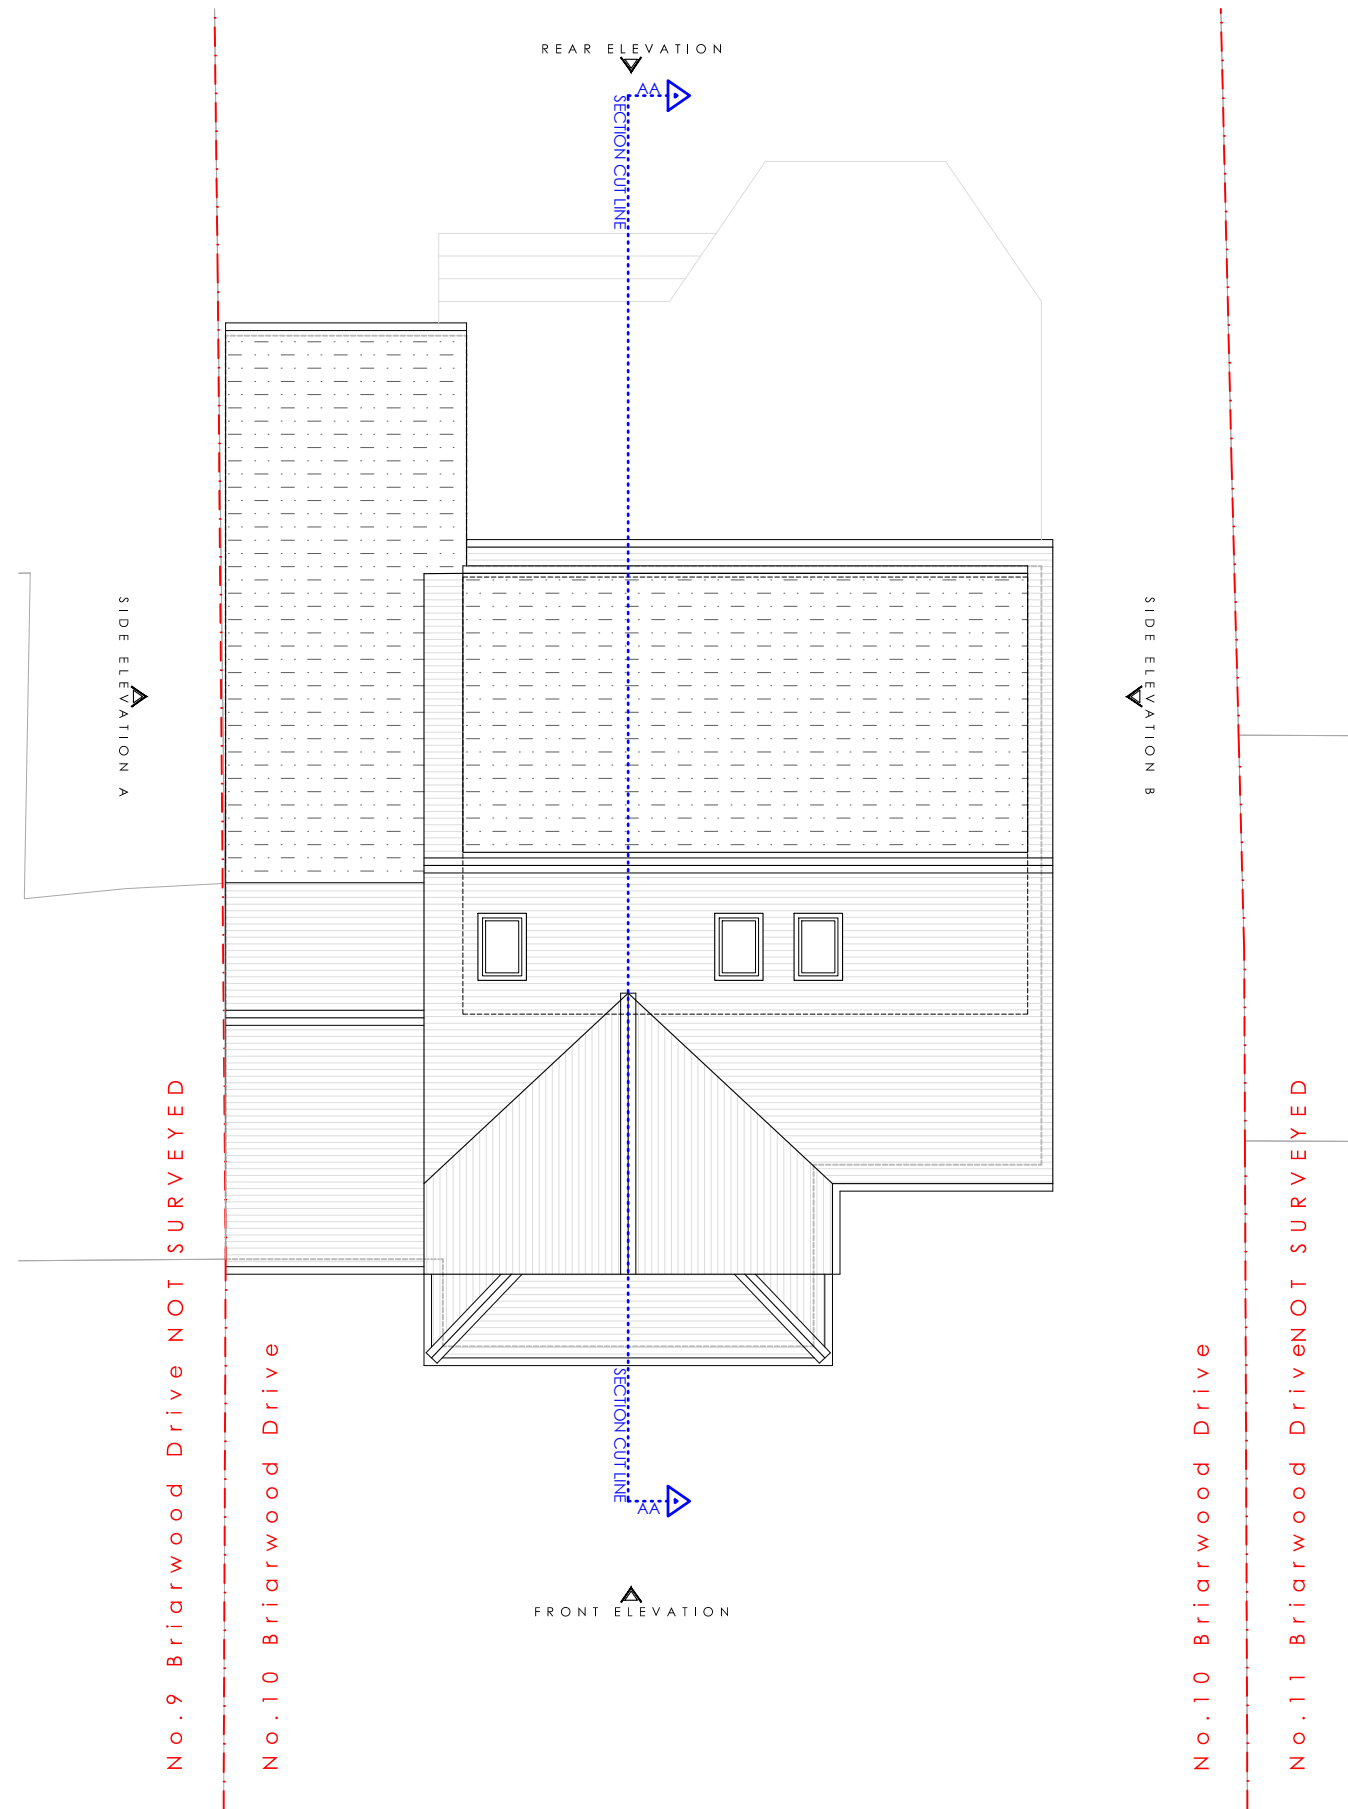 REAR ELEVATION
AA
SECTION CUT LINE
SIDE ELEVATION A
SIDE ELEVATION B
No.9 Briarwood Drive NOT SURVEYED
No.10 Briarwood Drive
No.10 Briarwood Drive
No.11 Briarwood DriveNOT SURVEYED
SECTION CUT LINE
AA
FRONT ELEVATION